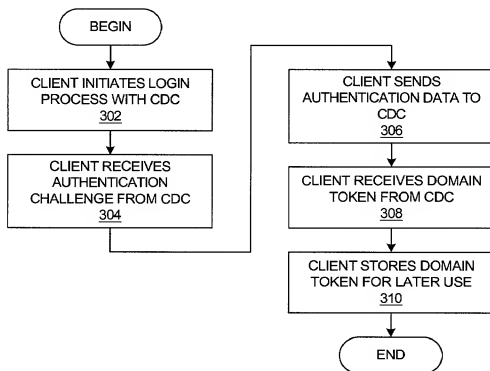 BEGIN
CLIENT INITIATES LOGIN
PROCESS WITH CDC
302
CLIENT RECEIVES
AUTHENTICATION
CHALLENGE FROM CDC
304
CLIENT SENDS
AUTHENTICATION DATA TO
CDC
306
CLIENT RECEIVES DOMAIN
TOKEN FROM CDC
308
CLIENT STORES DOMAIN
TOKEN FOR LATER USE
310
END